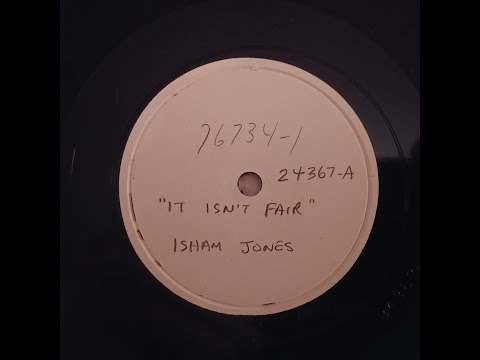 76734-1
24367-A
"IT ISN'T FAIR"
ISHAM JONES